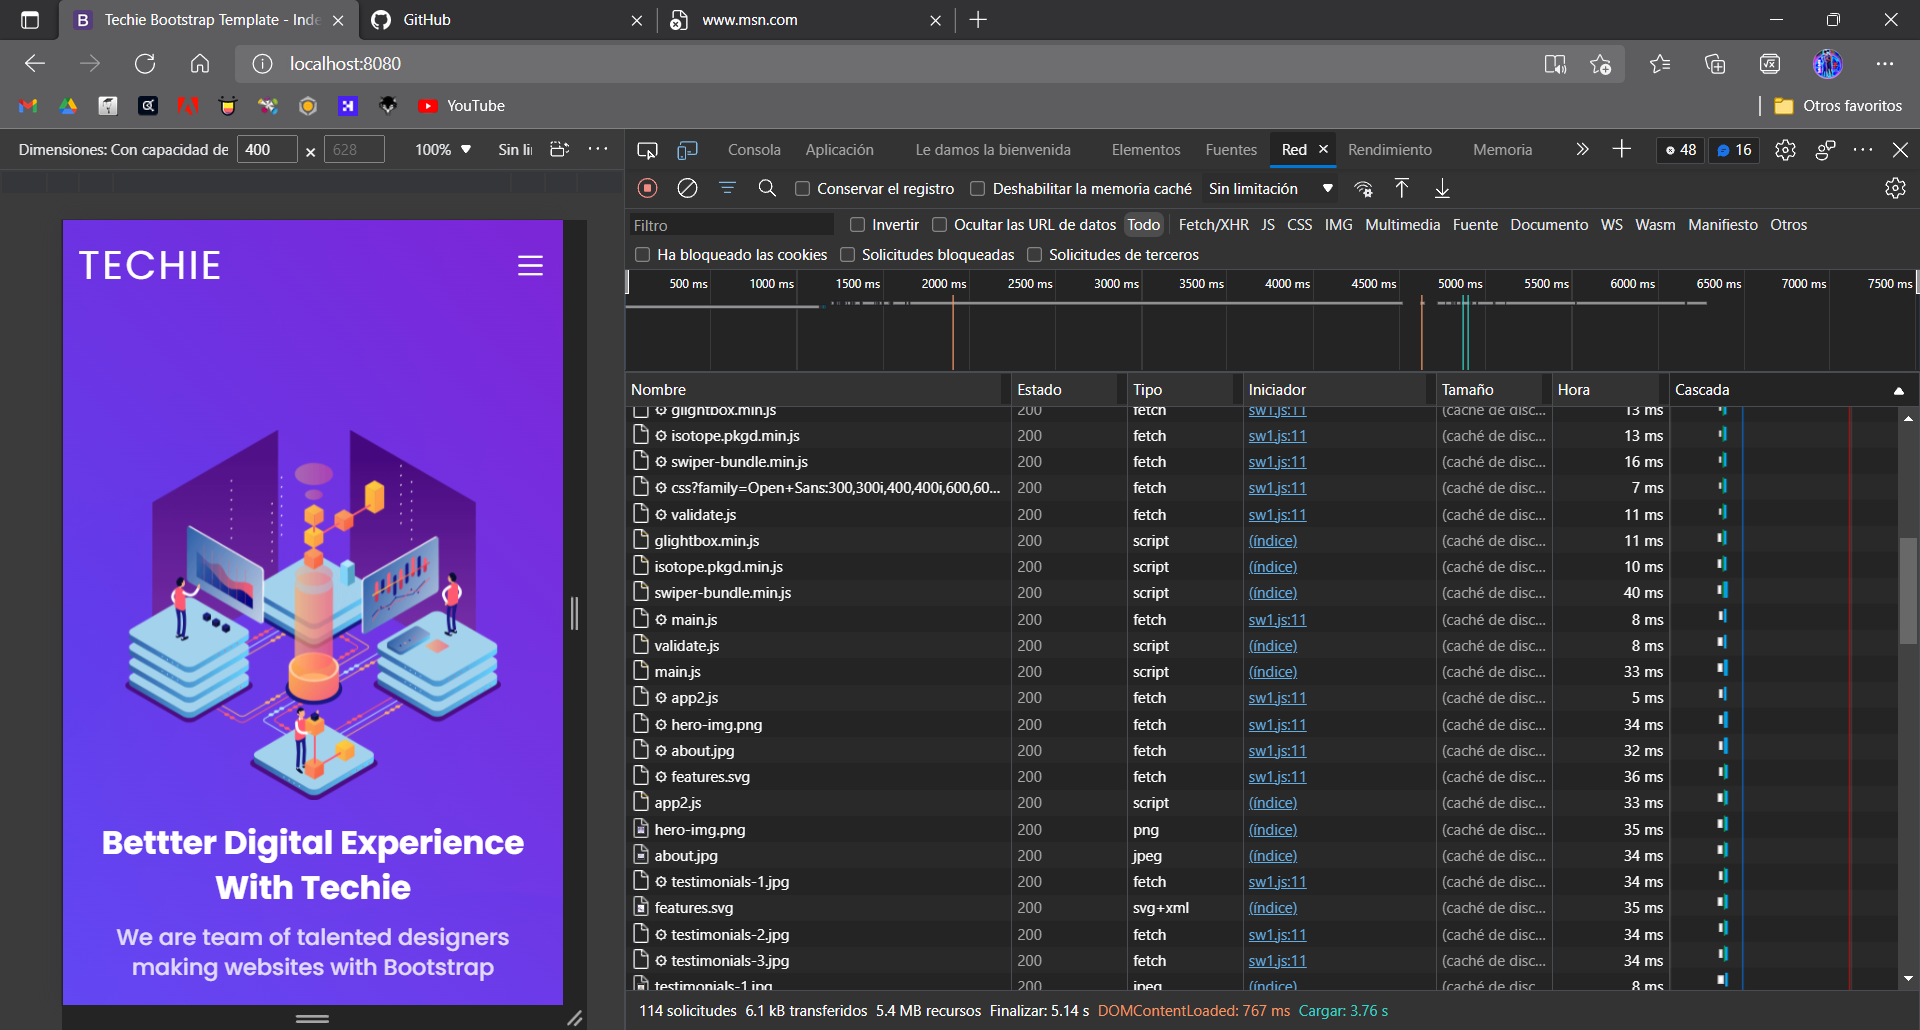 Techie Bootstrap Template - Inde
GitHub
www.msn.com
localhost:8080
YouTube
Otros favoritos
Dimensiones: Con capacidad de 400 × 628 100% ▼ Sin li
Consola Aplicación Le damos la bienvenida Elementos Fuentes Red Rendimiento Memoria 48 16
Conservar el registro Deshabilitar la memoria caché Sin limitación
Filtro Invertir Ocultar las URL de datos Todo Fetch/XHR JS CSS IMG Multimedia Fuente Documento WS Wasm Manifiesto Otros
Ha bloqueado las cookies Solicitudes bloqueadas Solicitudes de terceros
500 ms 1000 ms 1500 ms 2000 ms 2500 ms 3000 ms 3500 ms 4000 ms 4500 ms 5000 ms 5500 ms 6000 ms 6500 ms 7000 ms 7500 ms
Nombre Estado Tipo Iniciador Tamaño Hora Cascada
glightbox.min.js 200 fetch sw1.js:11 (caché de disc... 13 ms
isotope.pkgd.min.js 200 fetch sw1.js:11 (caché de disc... 13 ms
swiper-bundle.min.js 200 fetch sw1.js:11 (caché de disc... 16 ms
css?family=Open+Sans:300,300i,400,400i,600,60... 200 fetch sw1.js:11 (caché de disc... 7 ms
validate.js 200 fetch sw1.js:11 (caché de disc... 11 ms
glightbox.min.js 200 script (índice) (caché de disc... 11 ms
isotope.pkgd.min.js 200 script (índice) (caché de disc... 10 ms
swiper-bundle.min.js 200 script (índice) (caché de disc... 40 ms
main.js 200 fetch sw1.js:11 (caché de disc... 8 ms
validate.js 200 script (índice) (caché de disc... 8 ms
main.js 200 script (índice) (caché de disc... 33 ms
app2.js 200 fetch sw1.js:11 (caché de disc... 5 ms
hero-img.png 200 fetch sw1.js:11 (caché de disc... 34 ms
about.jpg 200 fetch sw1.js:11 (caché de disc... 32 ms
features.svg 200 fetch sw1.js:11 (caché de disc... 36 ms
app2.js 200 script (índice) (caché de disc... 33 ms
hero-img.png 200 png (índice) (caché de disc... 35 ms
about.jpg 200 jpeg (índice) (caché de disc... 34 ms
testimonials-1.jpg 200 fetch sw1.js:11 (caché de disc... 34 ms
features.svg 200 svg+xml (índice) (caché de disc... 35 ms
testimonials-2.jpg 200 fetch sw1.js:11 (caché de disc... 34 ms
testimonials-3.jpg 200 fetch sw1.js:11 (caché de disc... 34 ms
testimonials-1.jpg 200 jpeg (índice) (caché de disc... 8 ms
114 solicitudes 6.1 kB transferidos 5.4 MB recursos Finalizar: 5.14 s DOMContentLoaded: 767 ms Cargar: 3.76 s
TECHIE
Bettter Digital Experience
With Techie
We are team of talented designers
making websites with Bootstrap